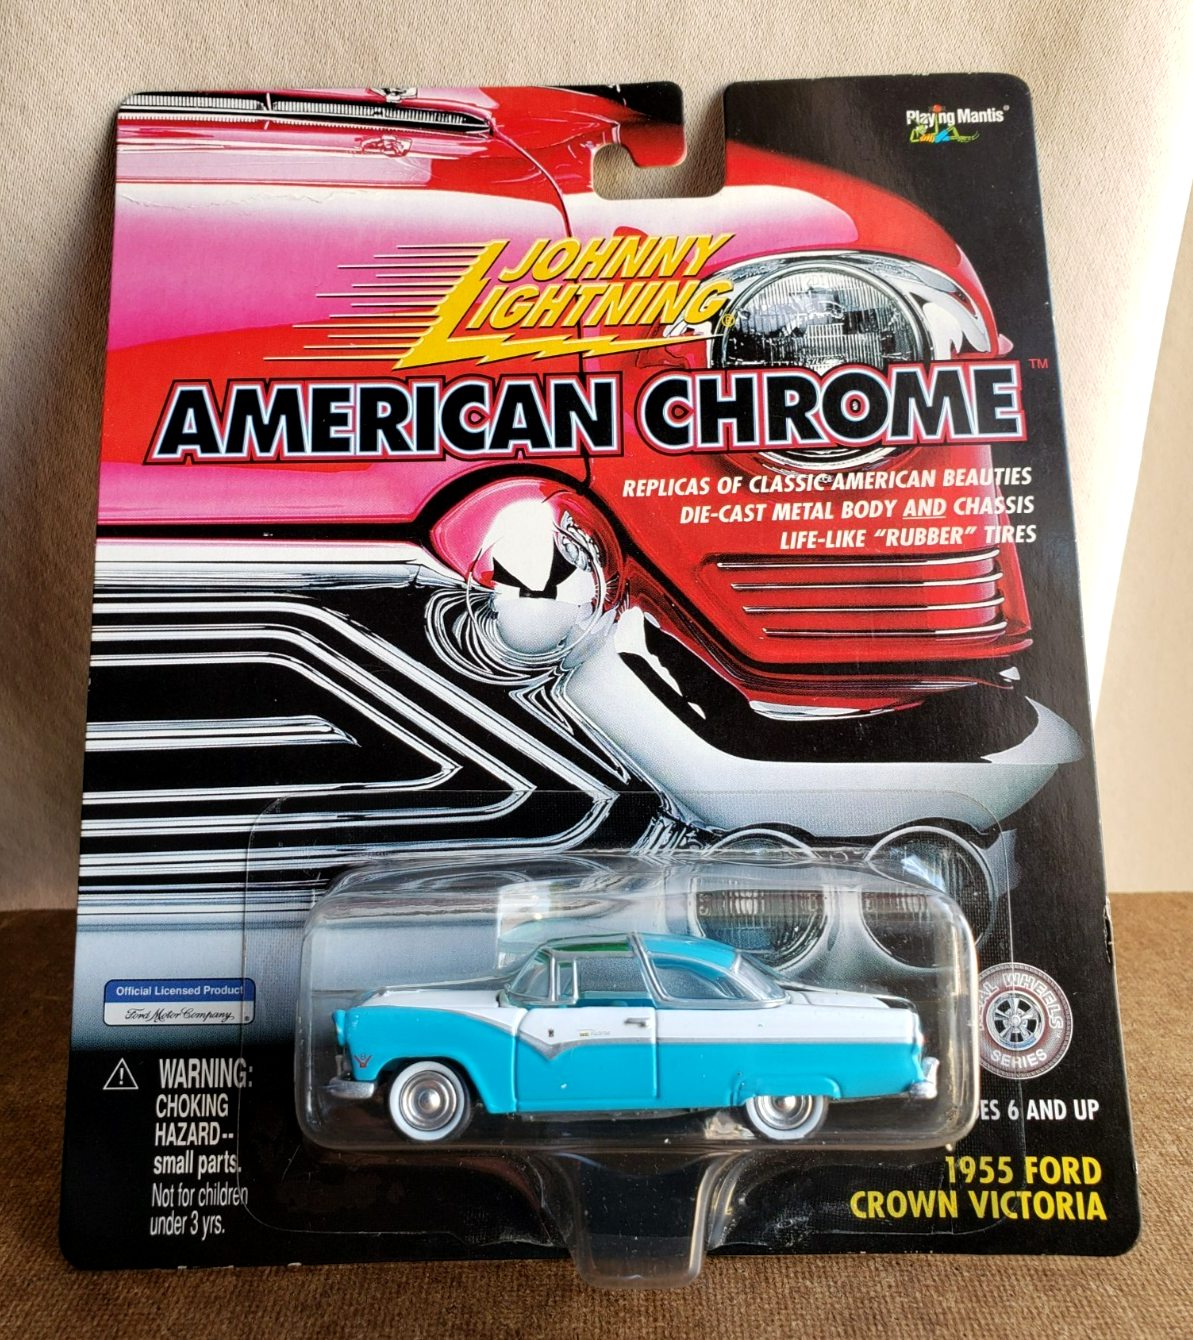 Playing Mantis®
JOHNNY
LIGHTNING®
AMERICAN CHROME™
REPLICAS OF CLASSIC AMERICAN BEAUTIES
DIE-CAST METAL BODY AND CHASSIS
LIFE-LIKE "RUBBER" TIRES
Official Licensed Product
Ford Motor Company®
WHEELS
SERIES
WARNING:
CHOKING
HAZARD--
small parts.
Not for children
under 3 yrs.
6 AND UP
1955 FORD
CROWN VICTORIA